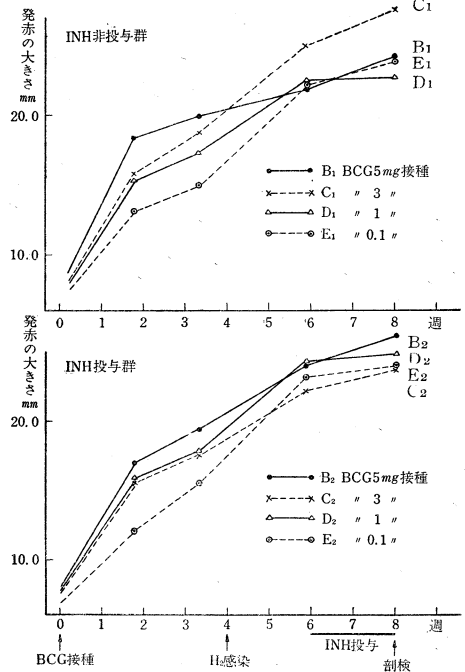 発赤の大きさ mm
INH非投与群
C1
B1
E1
D1
20.0
10.0
B1 BCG5mg接種
C1 〃 3 〃
D1 〃 1 〃
E1 〃 0.1 〃
0 1 2 3 4 5 6 7 8 週
発赤の大きさ mm
INH投与群
B2
D2
E2
C2
20.0
10.0
B2 BCG5mg接種
C2 〃 3 〃
D2 〃 1 〃
E2 〃 0.1 〃
0 1 2 3 4 5 6 7 8 週
BCG接種
H2感染
INH投与
剖検